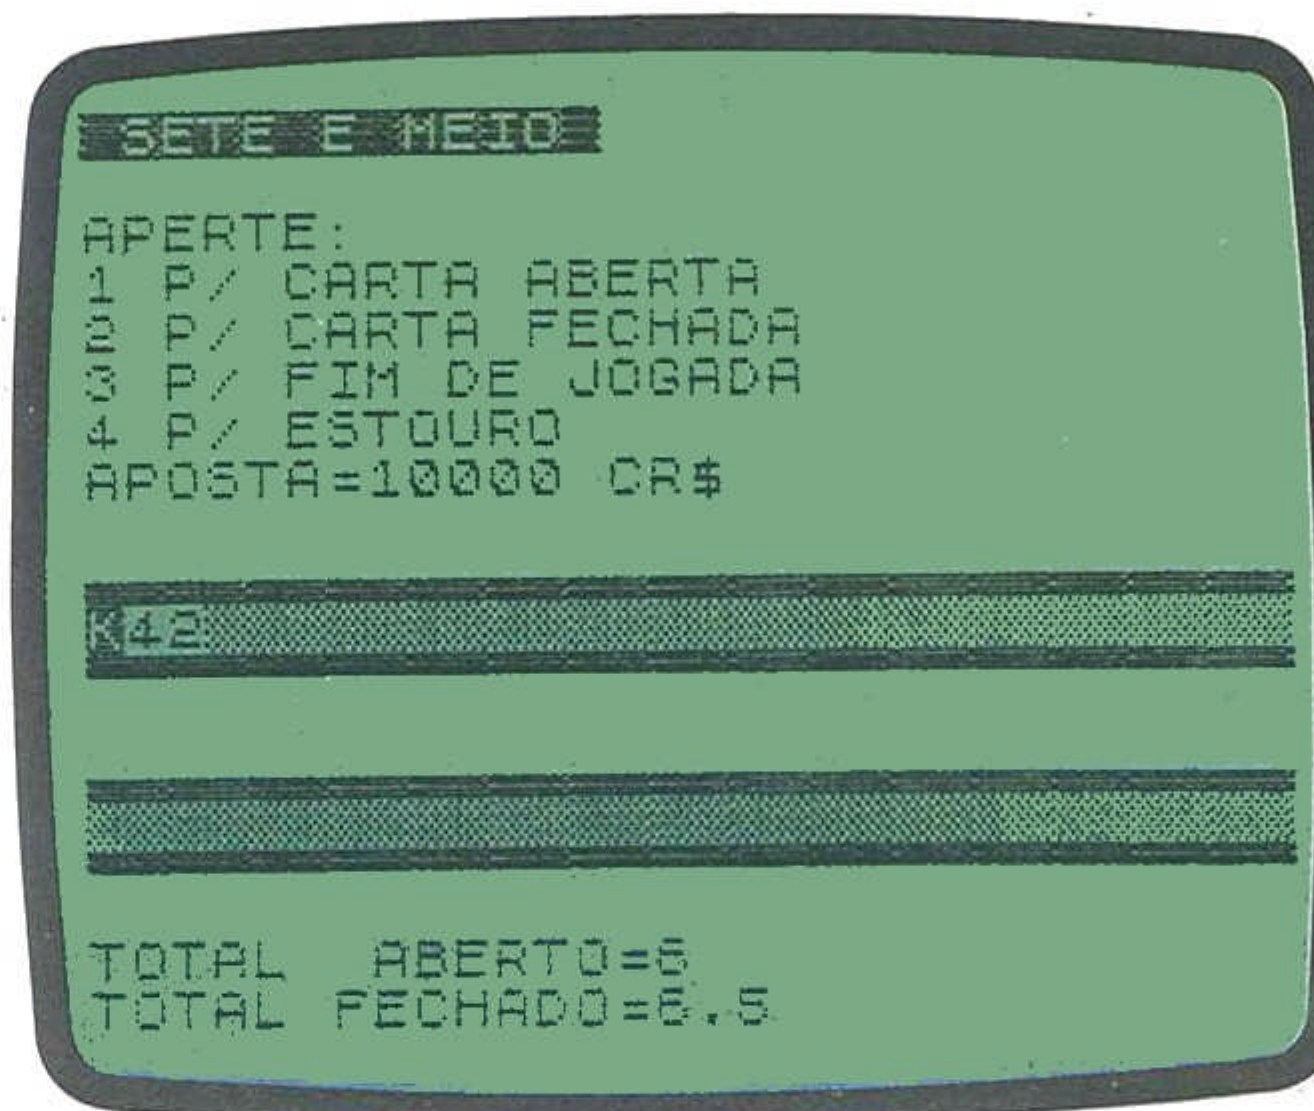 SETE E MEIO
APERTE:
1 P/ CARTA ABERTA
2 P/ CARTA FECHADA
3 P/ FIM DE JOGADA
4 P/ ESTOURO
APOSTA=10000 CR$
K42
TOTAL ABERTO=6
TOTAL FECHADO=6.5